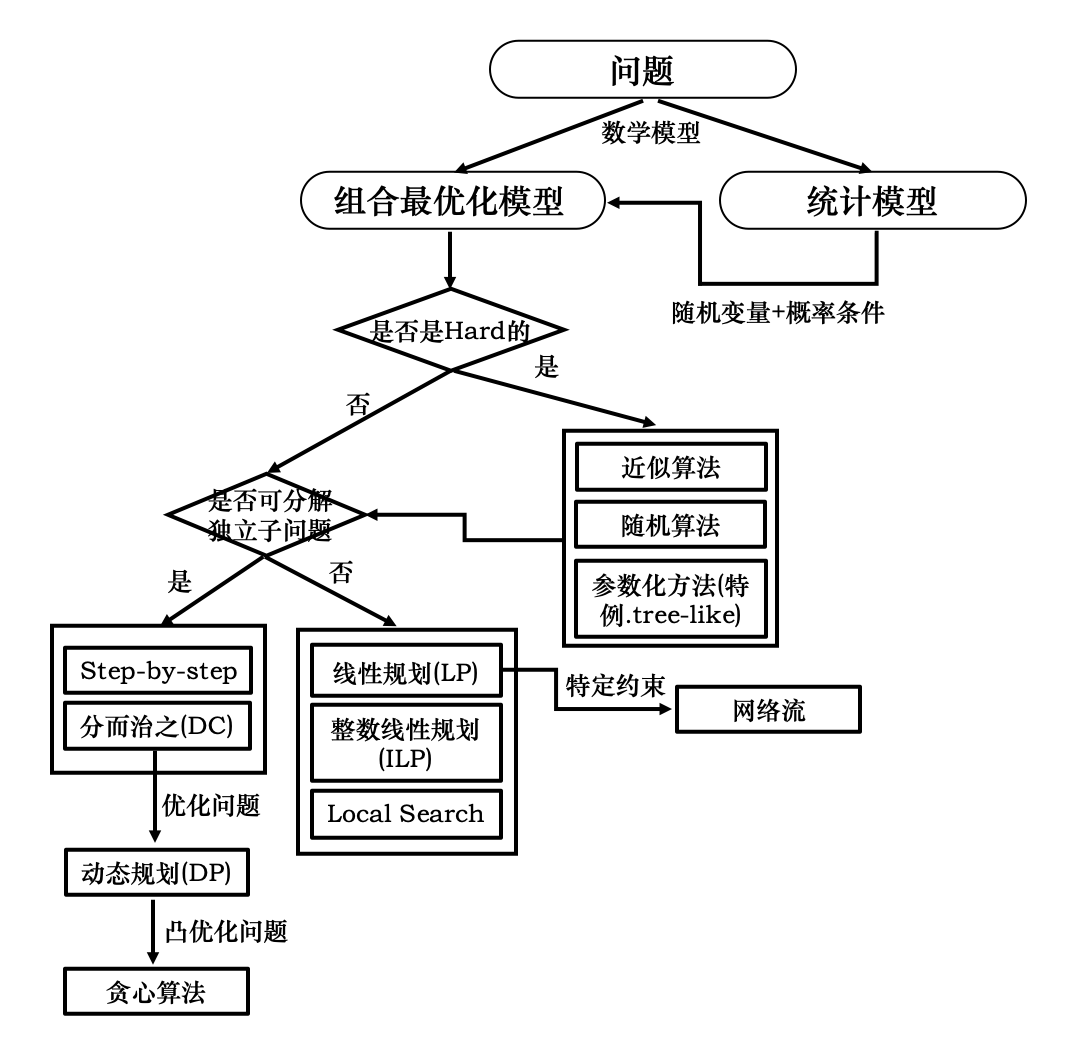 问题
数学模型
组合最优化模型
统计模型
随机变量+概率条件
是否是Hard的
是
否
近似算法
随机算法
参数化方法(特
例.tree-like)
是否可分解
独立子问题
是
否
Step-by-step
分而治之(DC)
线性规划(LP)
特定约束
网络流
整数线性规划
(ILP)
Local Search
优化问题
动态规划(DP)
凸优化问题
贪心算法